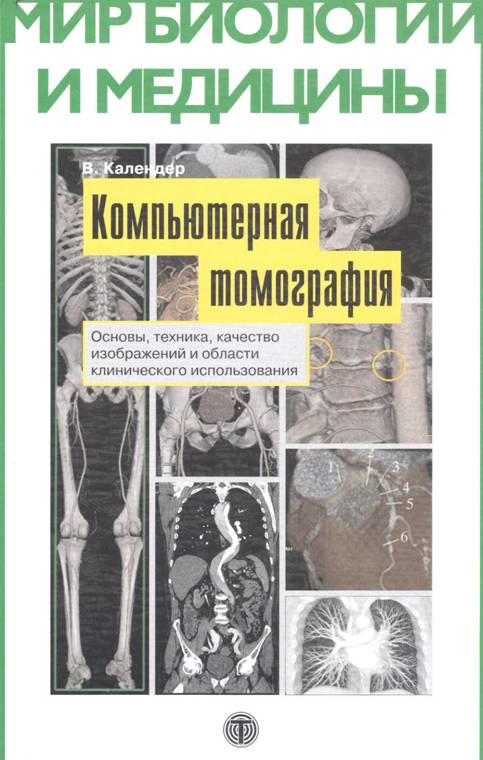 МИР БИОЛОГИИ
И МЕДИЦИНЫ
В. Календер
Компьютерная
томография
Основы, техника, качество
изображений и области
клинического использования
1
2
3
4
5
6
Т